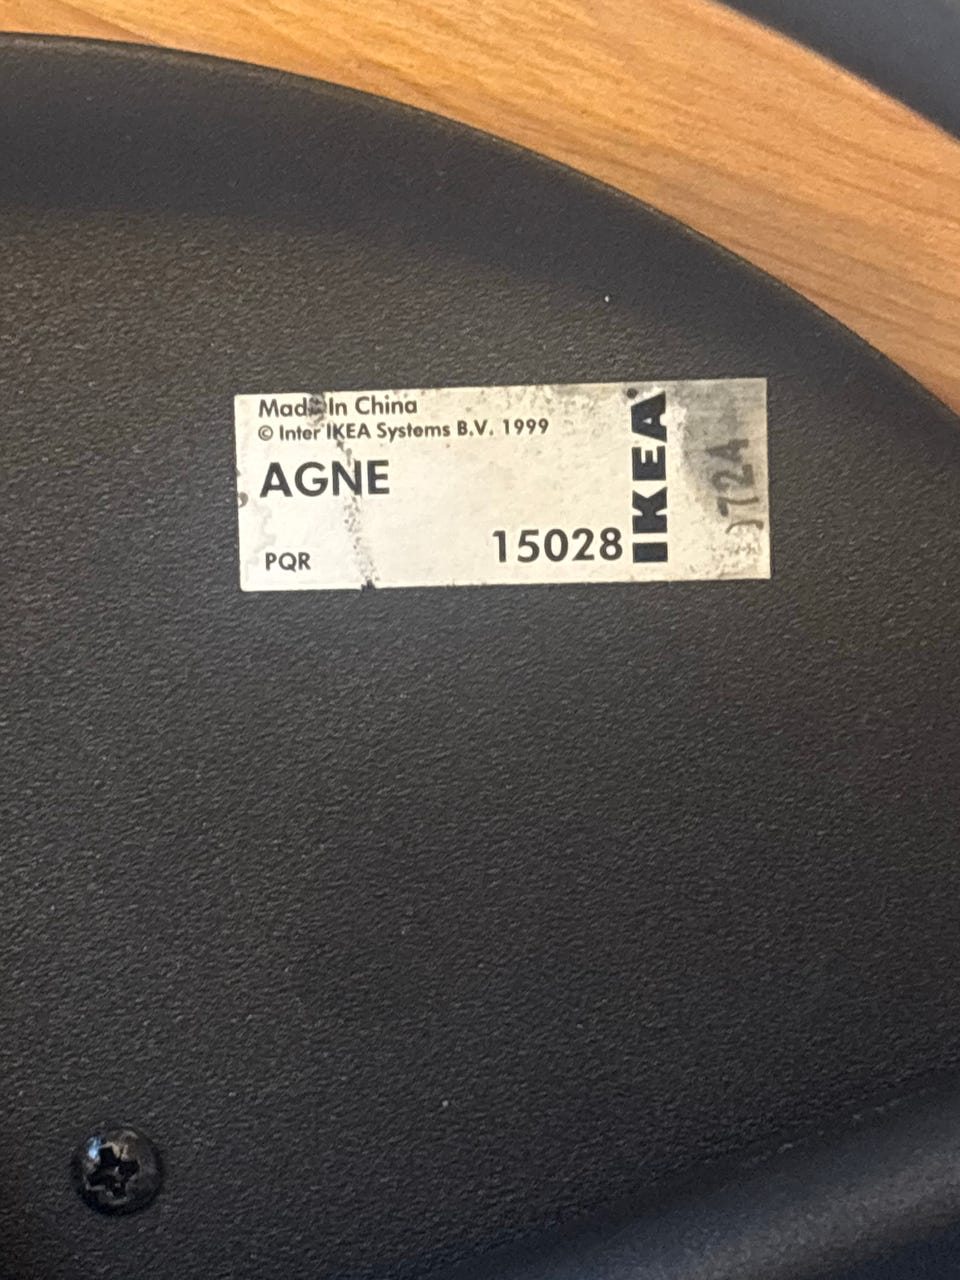 Made In China
© Inter IKEA Systems B.V. 1999
AGNE
PQR
15028
IKEA